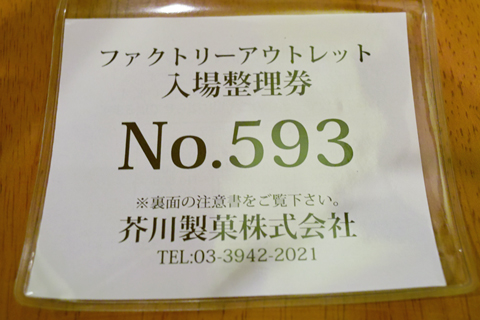 ファクトリーアウトレット
入場整理券
No.593
※裏面の注意書をご覧下さい。
芥川製菓株式会社
TEL:03-3942-2021